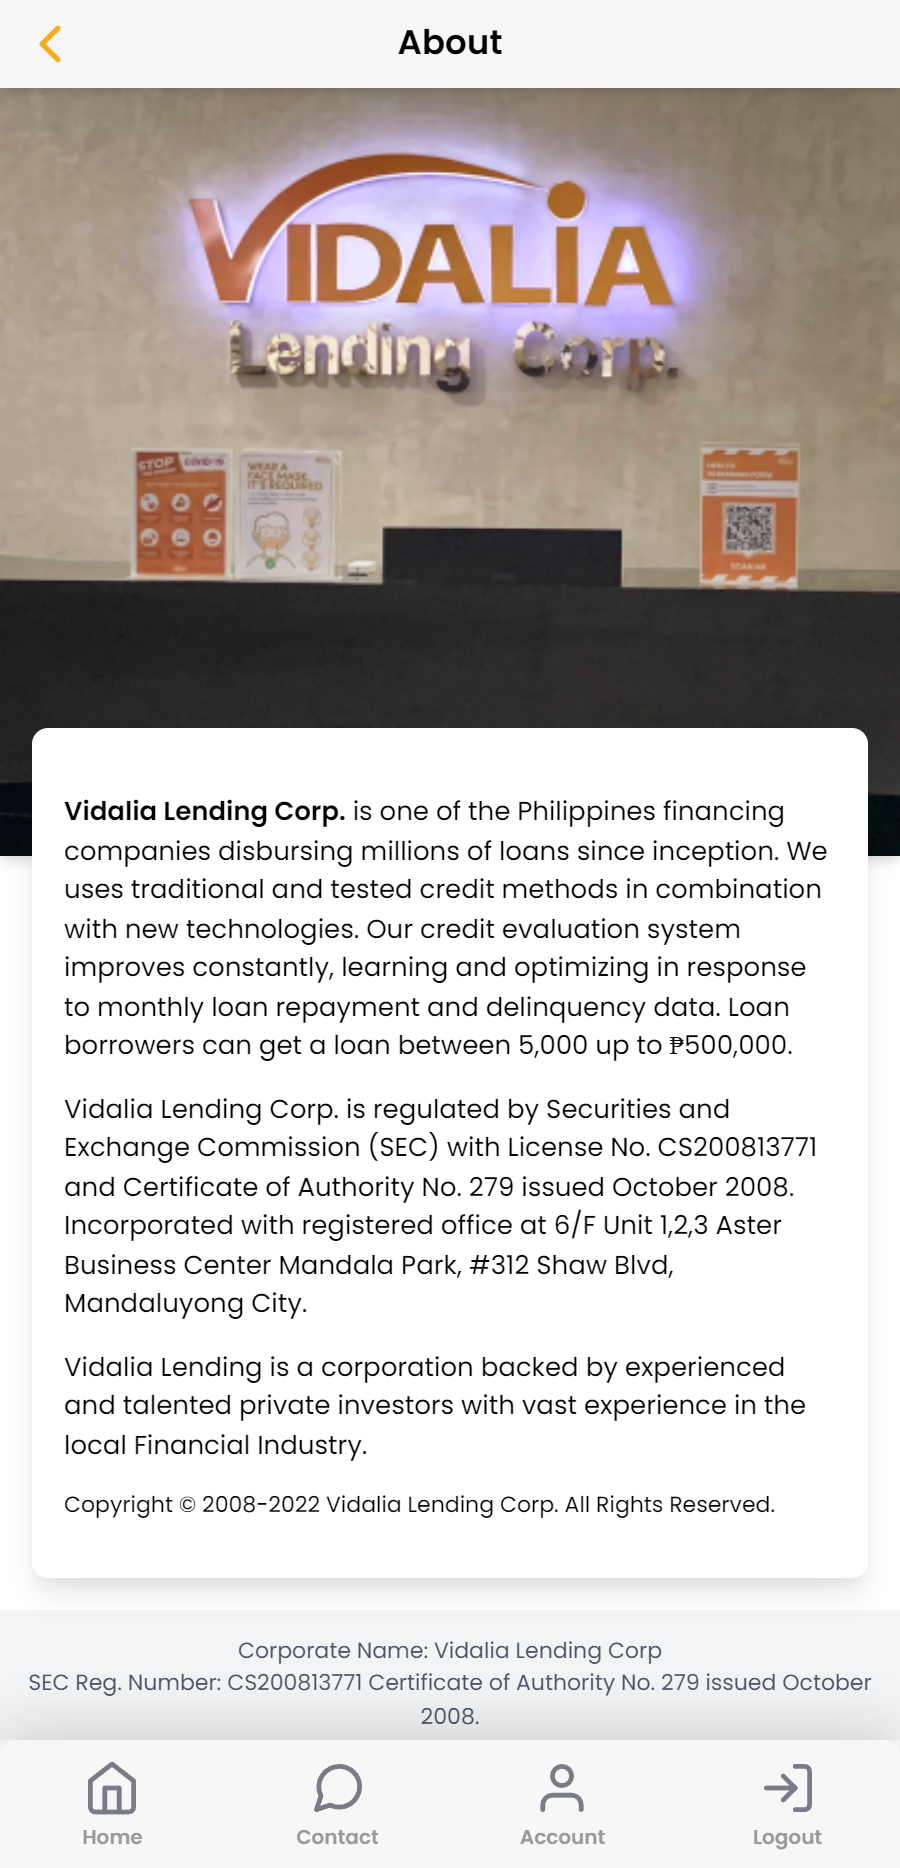 About
VIDALiA
Lending Corp.
STOP
COVID-19
WEAR A
FACE MASK.
IT'S REQUIRED
HEALTH
SCAN ME
Vidalia Lending Corp. is one of the Philippines financing
companies disbursing millions of loans since inception. We
uses traditional and tested credit methods in combination
with new technologies. Our credit evaluation system
improves constantly, learning and optimizing in response
to monthly loan repayment and delinquency data. Loan
borrowers can get a loan between 5,000 up to ₱500,000.
Vidalia Lending Corp. is regulated by Securities and
Exchange Commission (SEC) with License No. CS200813771
and Certificate of Authority No. 279 issued October 2008.
Incorporated with registered office at 6/F Unit 1,2,3 Aster
Business Center Mandala Park, #312 Shaw Blvd,
Mandaluyong City.
Vidalia Lending is a corporation backed by experienced
and talented private investors with vast experience in the
local Financial Industry.
Copyright © 2008-2022 Vidalia Lending Corp. All Rights Reserved.
Corporate Name: Vidalia Lending Corp
SEC Reg. Number: CS200813771 Certificate of Authority No. 279 issued October
2008.
Home
Contact
Account
Logout